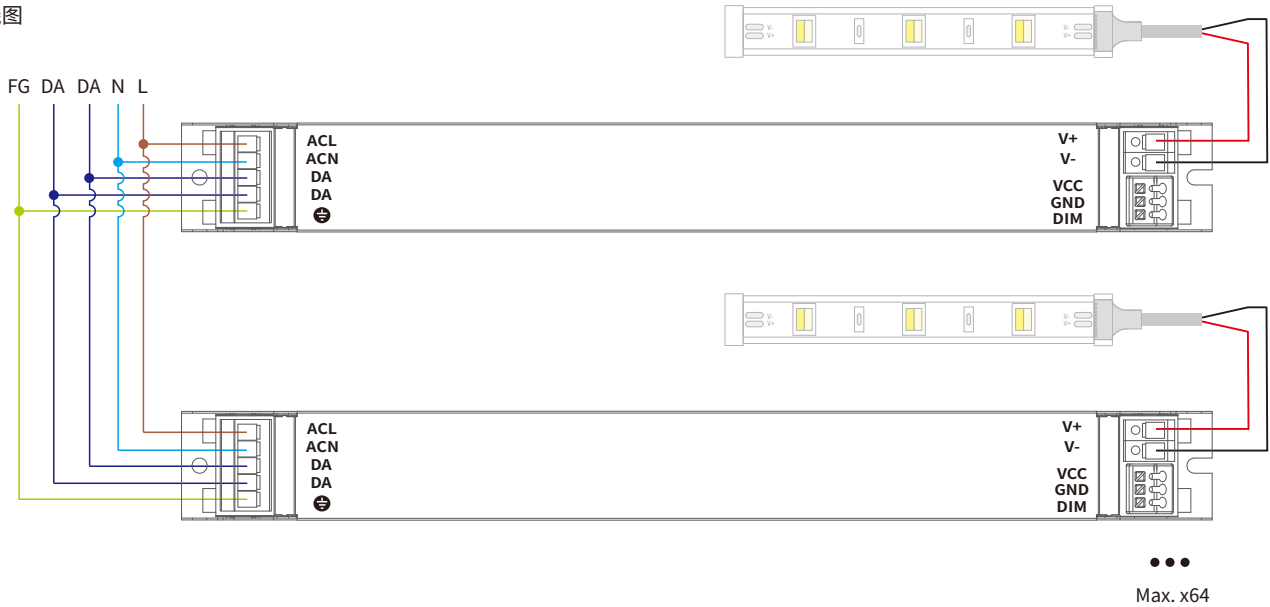 图
V- V-
V+ V+
FG DA DA N L
ACL V+
ACN V-
DA VCC
DA GND
DIM
V- V-
V+ V+
ACL V+
ACN V-
DA VCC
DA GND
DIM
•••
Max. x64